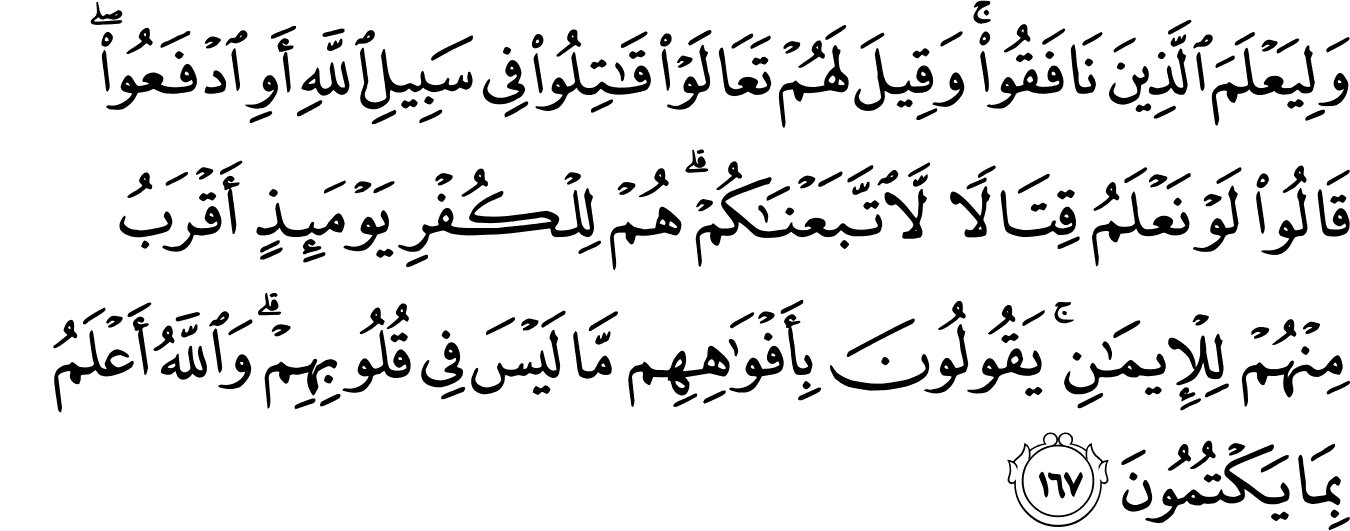 وَلِيَعۡلَمَ ٱلَّذِينَ نَافَقُواْۚ وَقِيلَ لَهُمۡ تَعَالَوۡاْ قَٰتِلُواْ فِي سَبِيلِ ٱللَّهِ أَوِ ٱدۡفَعُواْۖ
قَالُواْ لَوۡ نَعۡلَمُ قِتَالٗا لَّٱتَّبَعۡنَٰكُمۡۗ هُمۡ لِلۡكُفۡرِ يَوۡمَئِذٍ أَقۡرَبُ
مِنۡهُمۡ لِلۡإِيمَٰنِۚ يَقُولُونَ بِأَفۡوَٰهِهِم مَّا لَيۡسَ فِي قُلُوبِهِمۡۗ وَٱللَّهُ أَعۡلَمُ
بِمَا يَكۡتُمُونَ ١٦٧